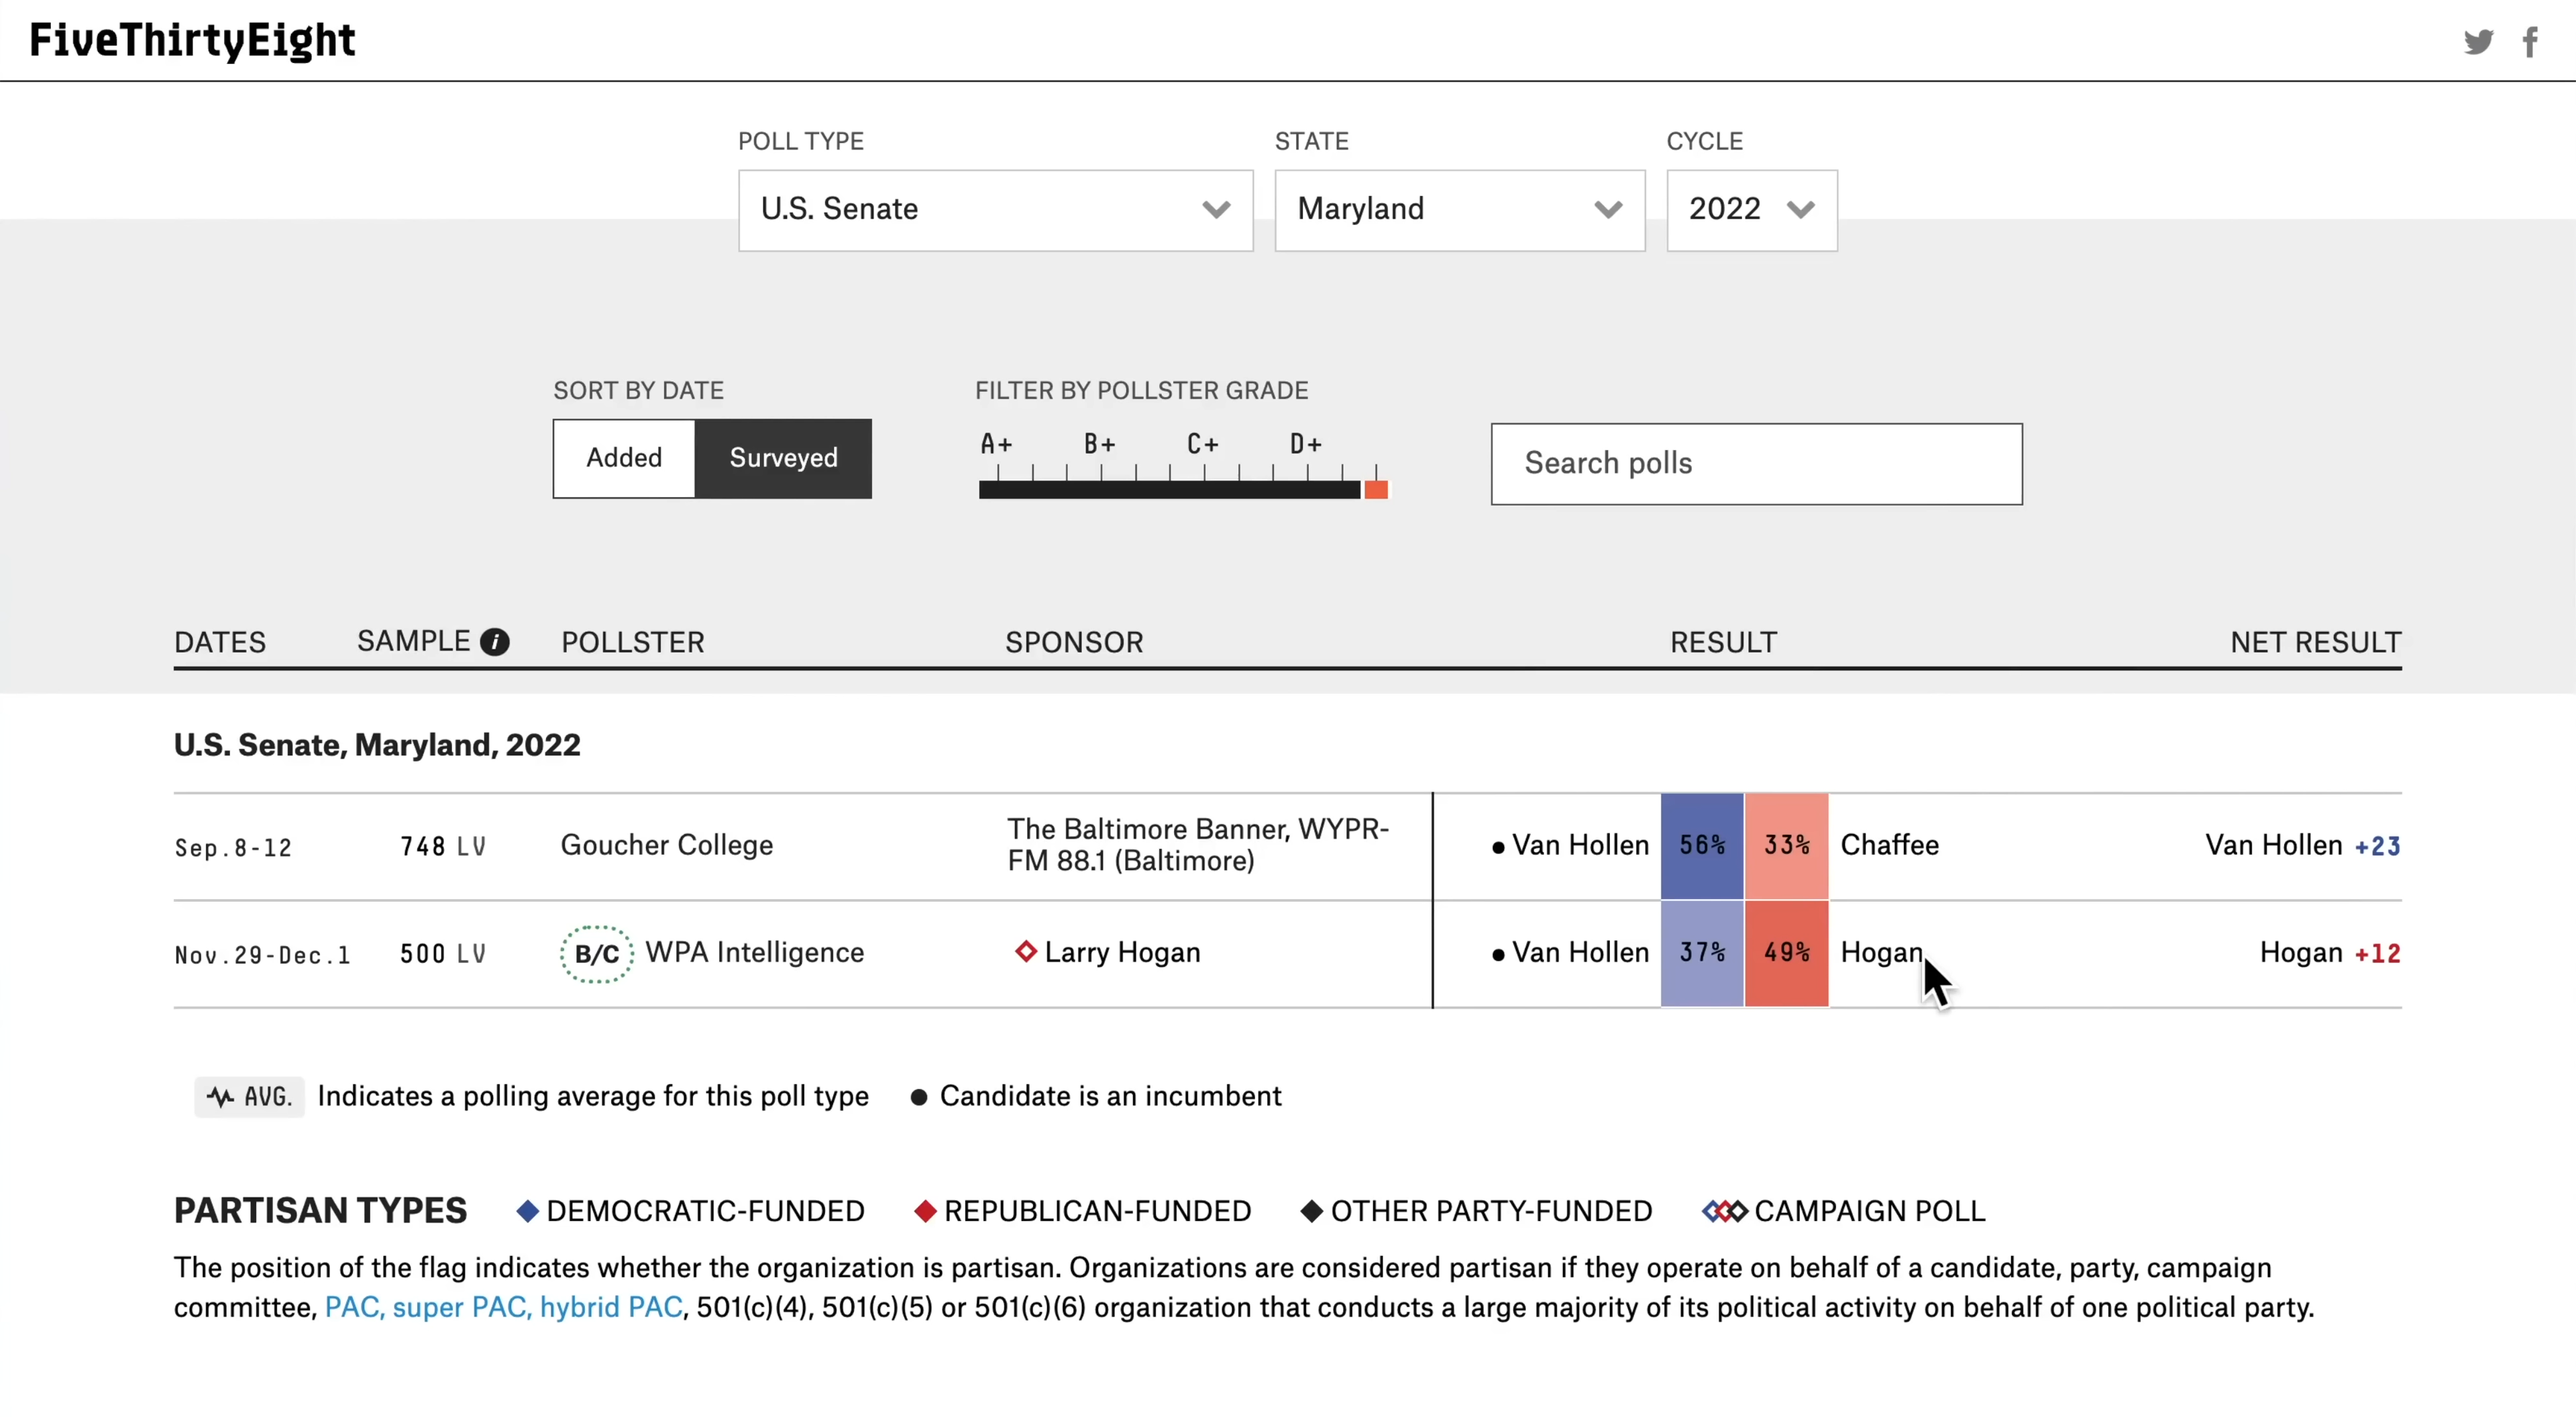 FiveThirtyEight
POLL TYPE
STATE
CYCLE
U.S. Senate
Maryland
2022
SORT BY DATE
FILTER BY POLLSTER GRADE
Added
Surveyed
A+ B+ C+ D+
Search polls
DATES SAMPLE i POLLSTER SPONSOR RESULT NET RESULT
U.S. Senate, Maryland, 2022
Sep.8-12 748 LV Goucher College
The Baltimore Banner, WYPR-
FM 88.1 (Baltimore)
Van Hollen 56% 33% Chaffee Van Hollen +23
Nov.29-Dec.1 500 LV B/C WPA Intelligence Larry Hogan Van Hollen 37% 49% Hogan Hogan +12
AVG. Indicates a polling average for this poll type ● Candidate is an incumbent
PARTISAN TYPES DEMOCRATIC-FUNDED REPUBLICAN-FUNDED OTHER PARTY-FUNDED CAMPAIGN POLL
The position of the flag indicates whether the organization is partisan. Organizations are considered partisan if they operate on behalf of a candidate, party, campaign
committee, PAC, super PAC, hybrid PAC, 501(c)(4), 501(c)(5) or 501(c)(6) organization that conducts a large majority of its political activity on behalf of one political party.